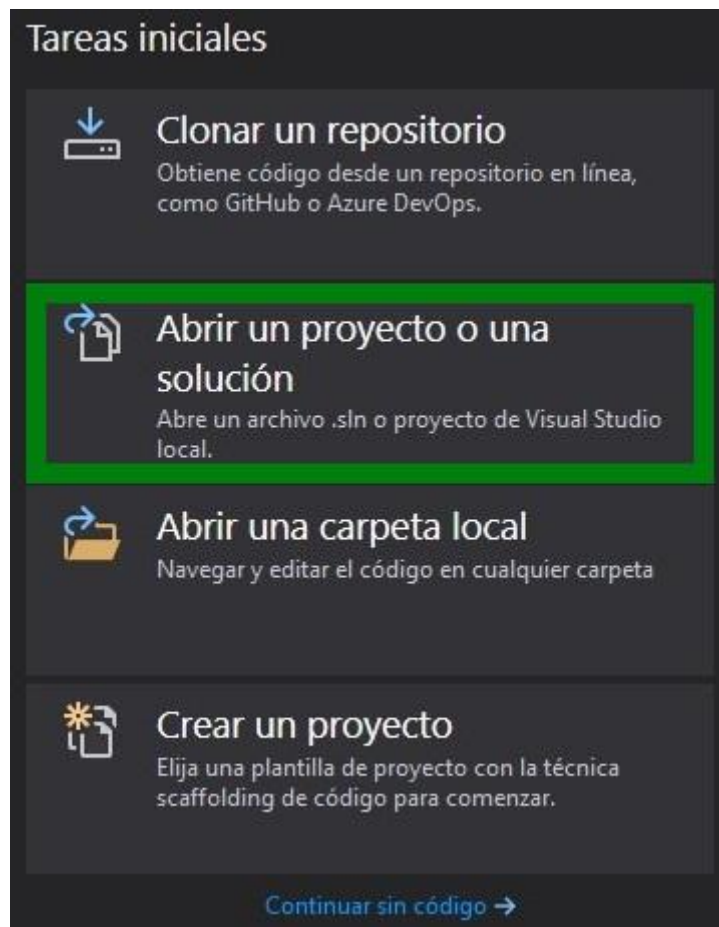 Tareas iniciales
Clonar un repositorio
Obtiene código desde un repositorio en línea,
como GitHub o Azure DevOps.
Abrir un proyecto o una
solución
Abre un archivo .sln o proyecto de Visual Studio
local.
Abrir una carpeta local
Navegar y editar el código en cualquier carpeta
Crear un proyecto
Elija una plantilla de proyecto con la técnica
scaffolding de código para comenzar.
Continuar sin código →